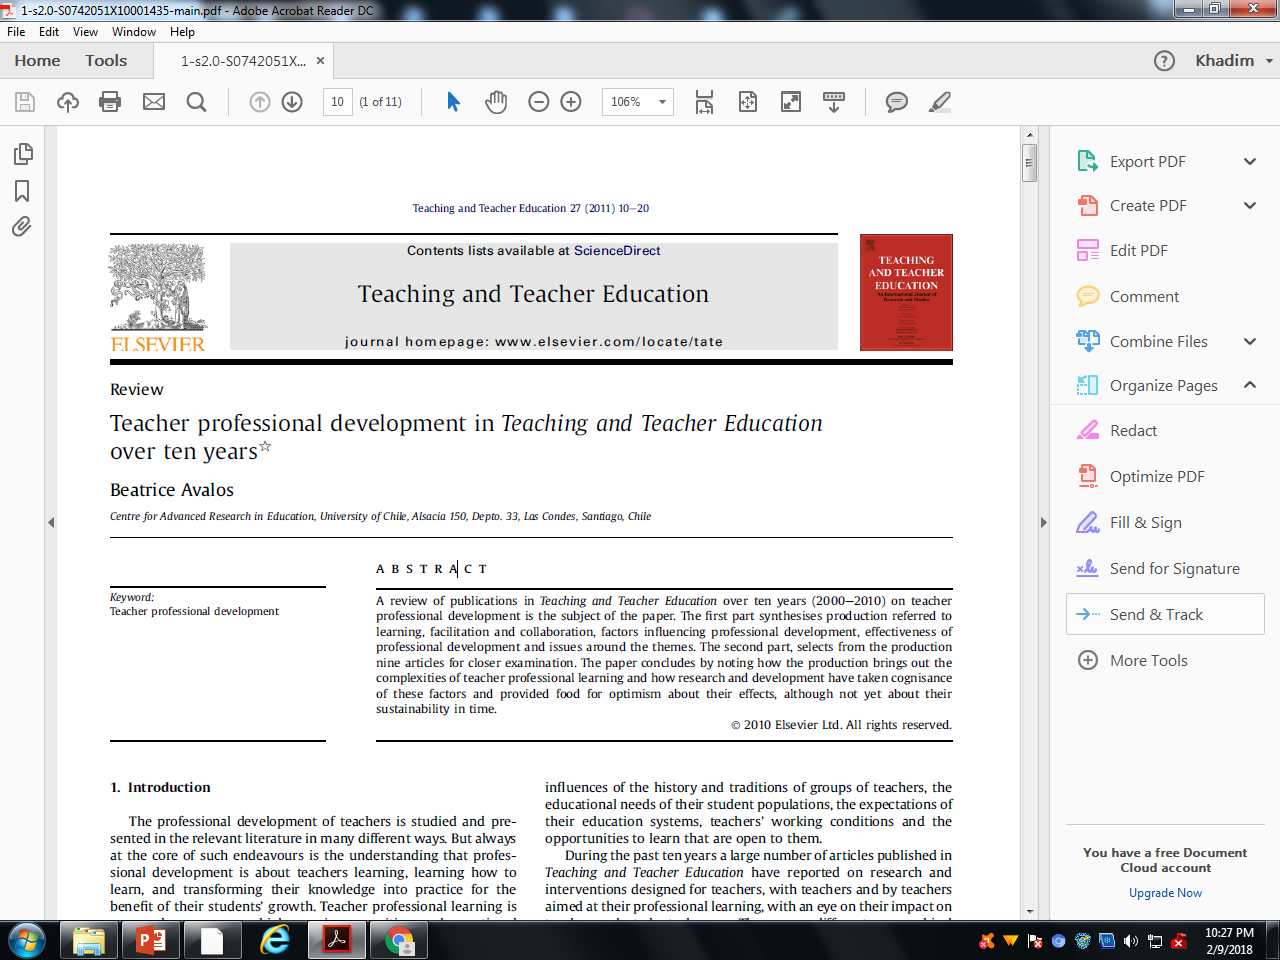 1-s2.0-S0742051X10001435-main.pdf - Adobe Acrobat Reader DC
File Edit View Window Help
Home Tools 1-s2.0-S0742051X... × Khadim
10 (1 of 11) 106%
Teaching and Teacher Education 27 (2011) 10–20
Contents lists available at ScienceDirect
Teaching and Teacher Education
journal homepage: www.elsevier.com/locate/tate
ELSEVIER
TEACHING
AND TEACHER
EDUCATION
An International Journal of
Research and Studies
Review
Teacher professional development in Teaching and Teacher Education
over ten years☆
Beatrice Avalos
Centre for Advanced Research in Education, University of Chile, Alsacia 150, Depto. 33, Las Condes, Santiago, Chile
Keyword:
Teacher professional development
A B S T R A C T
A review of publications in Teaching and Teacher Education over ten years (2000–2010) on teacher
professional development is the subject of the paper. The first part synthesises production referred to
learning, facilitation and collaboration, factors influencing professional development, effectiveness of
professional development and issues around the themes. The second part, selects from the production
nine articles for closer examination. The paper concludes by noting how the production brings out the
complexities of teacher professional learning and how research and development have taken cognisance
of these factors and provided food for optimism about their effects, although not yet about their
sustainability in time.
© 2010 Elsevier Ltd. All rights reserved.
1. Introduction
The professional development of teachers is studied and pre-
sented in the relevant literature in many different ways. But always
at the core of such endeavours is the understanding that profes-
sional development is about teachers learning, learning how to
learn, and transforming their knowledge into practice for the
benefit of their students' growth. Teacher professional learning is
influences of the history and traditions of groups of teachers, the
educational needs of their student populations, the expectations of
their education systems, teachers' working conditions and the
opportunities to learn that are open to them.
During the past ten years a large number of articles published in
Teaching and Teacher Education have reported on research and
interventions designed for teachers, with teachers and by teachers
aimed at their professional learning, with an eye on their impact on
Export PDF
Create PDF
Edit PDF
Comment
Combine Files
Organize Pages
Redact
Optimize PDF
Fill & Sign
Send for Signature
Send & Track
More Tools
You have a free Document
Cloud account
Upgrade Now
10:27 PM
2/9/2018